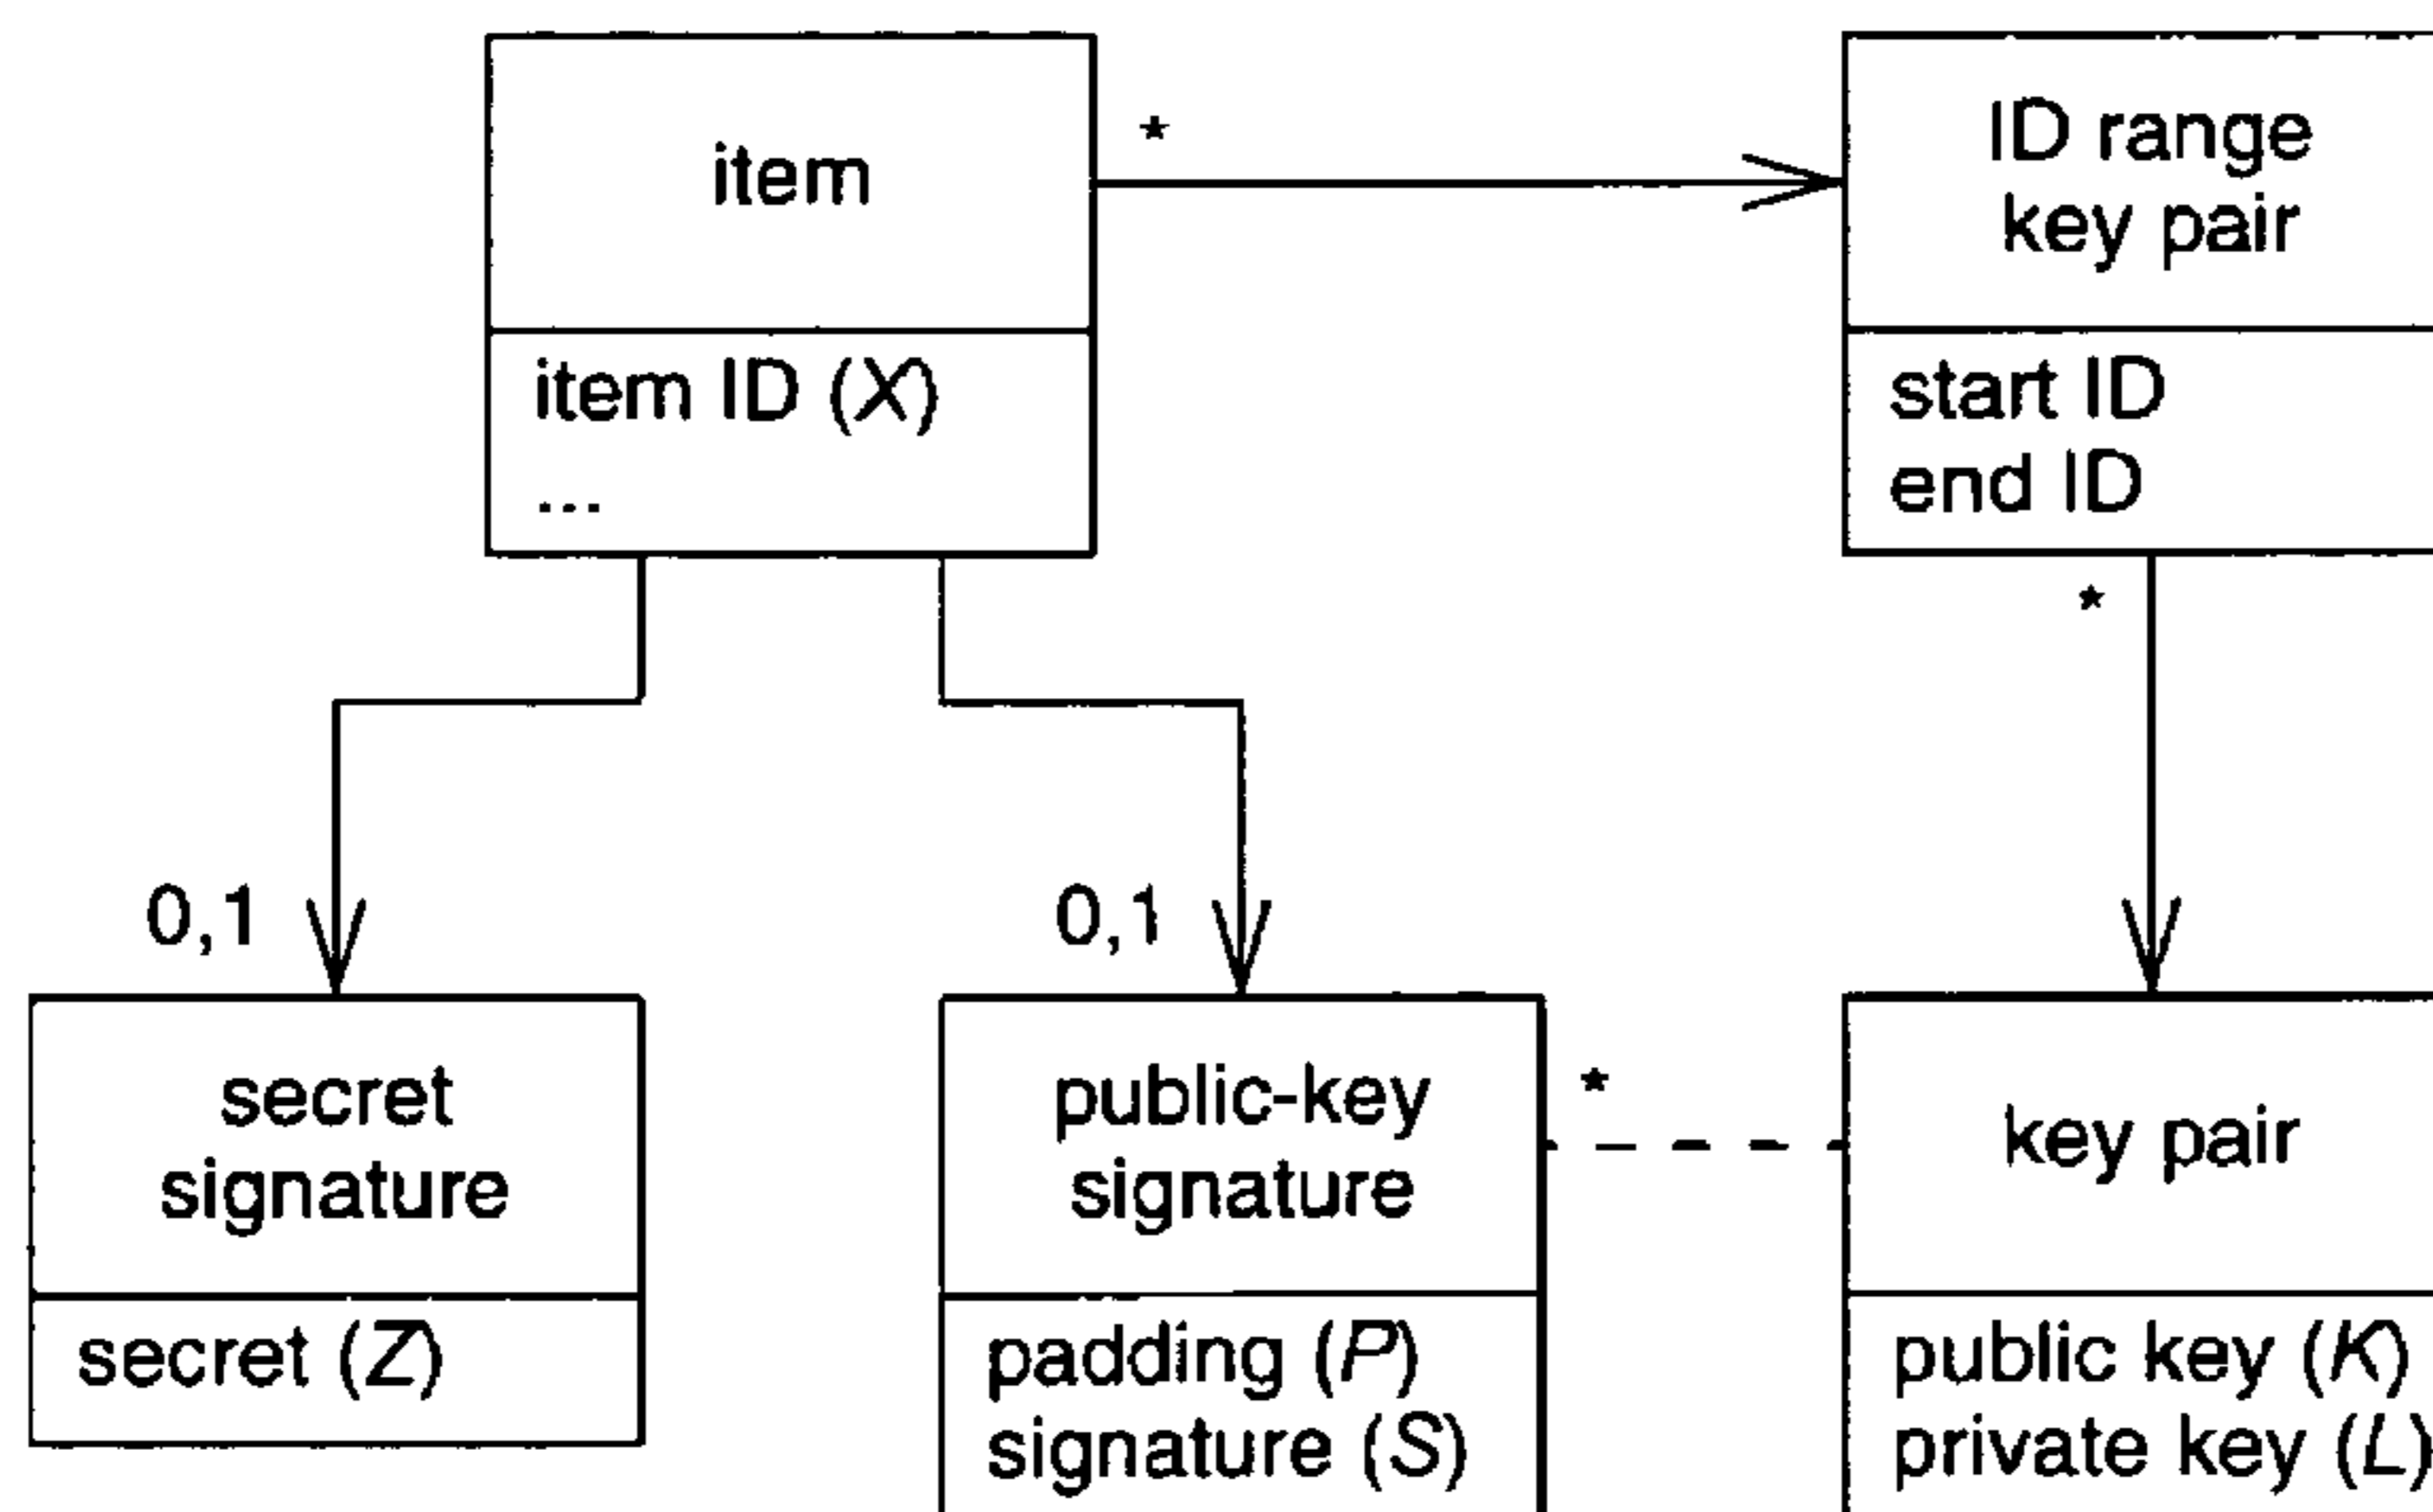 item
*
ID range
key pair
item ID (X)
...
start ID
end ID
*
0,1
0,1
secret
signature
public-key
signature
*
key pair
secret (Z)
padding (P)
signature (S)
public key (K)
private key (L)